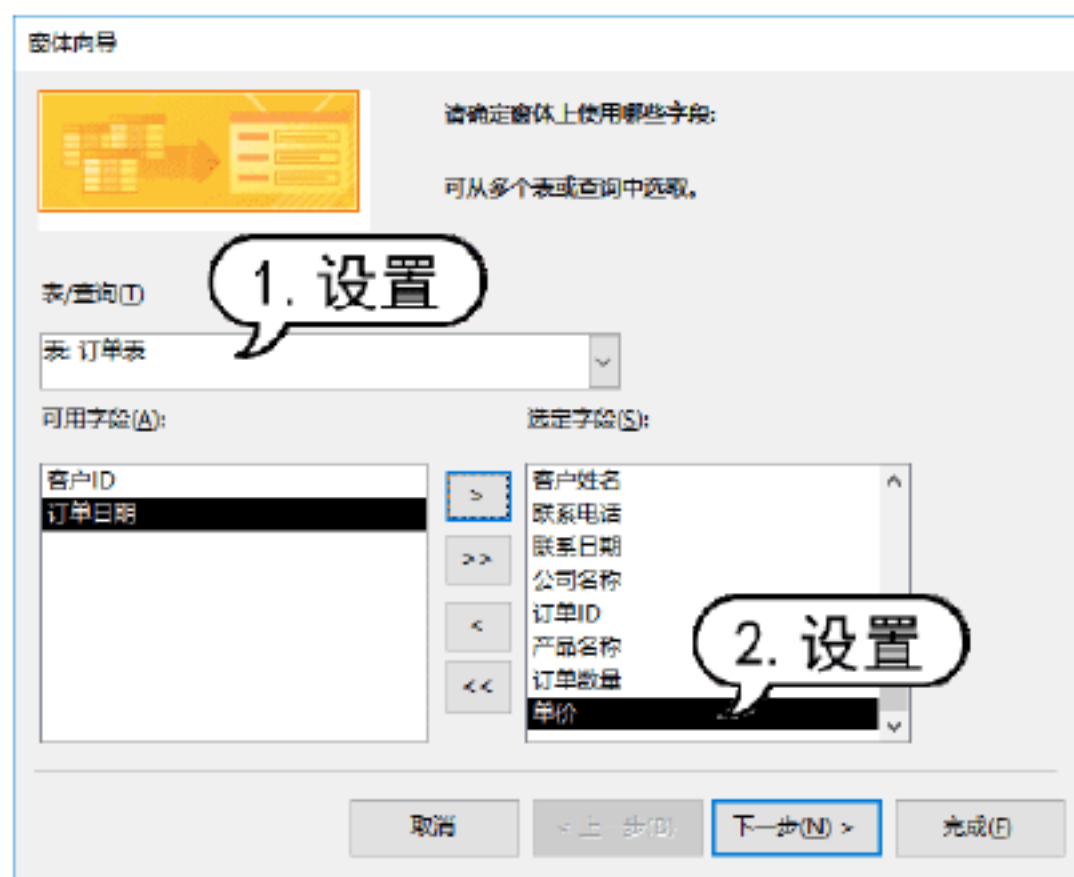 窗体向导
请确定窗体上使用哪些字段:
可从多个表或查询中选取。
1. 设置
表/查询(T)
表: 订单表
可用字段(A):
选定字段(S):
客户ID
订单日期
>
>>
<
<<
客户姓名
联系电话
联系日期
公司名称
订单ID
产品名称
订单数量
单价
2. 设置
取消
< 上一步(B)
下一步(N) >
完成(F)